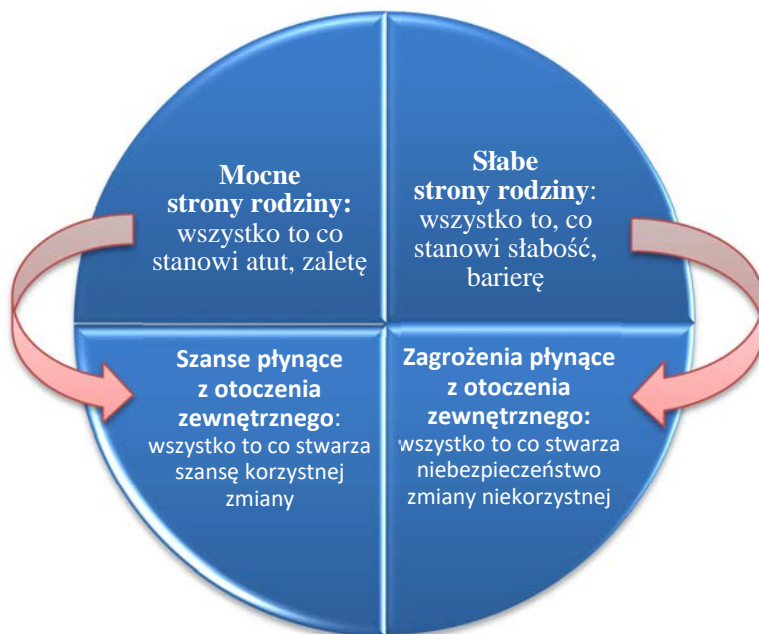 Mocne
strony rodziny:
wszystko to co
stanowi atut, zaletę
Słabe
strony rodziny:
wszystko to, co
stanowi słabość,
barierę
Szanse płynące
z otoczenia
zewnętrznego:
wszystko to co stwarza
szansę korzystnej
zmiany
Zagrożenia płynące
z otoczenia
zewnętrznego:
wszystko to co stwarza
niebezpieczeństwo
zmiany niekorzystnej